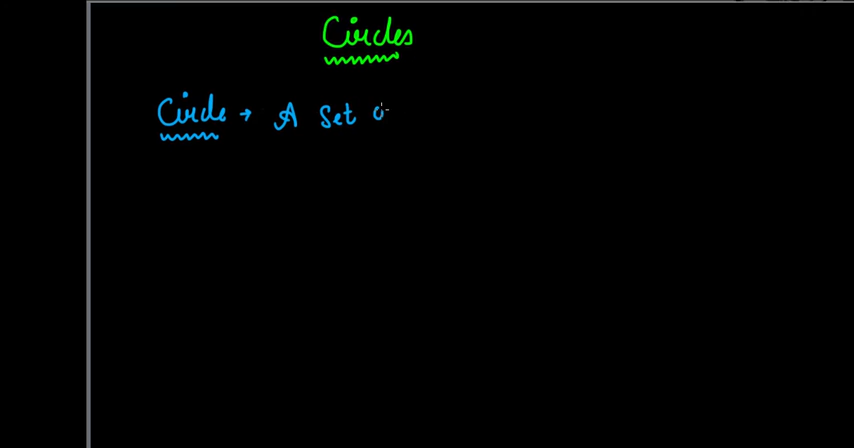 Circles
Circle → A Set o